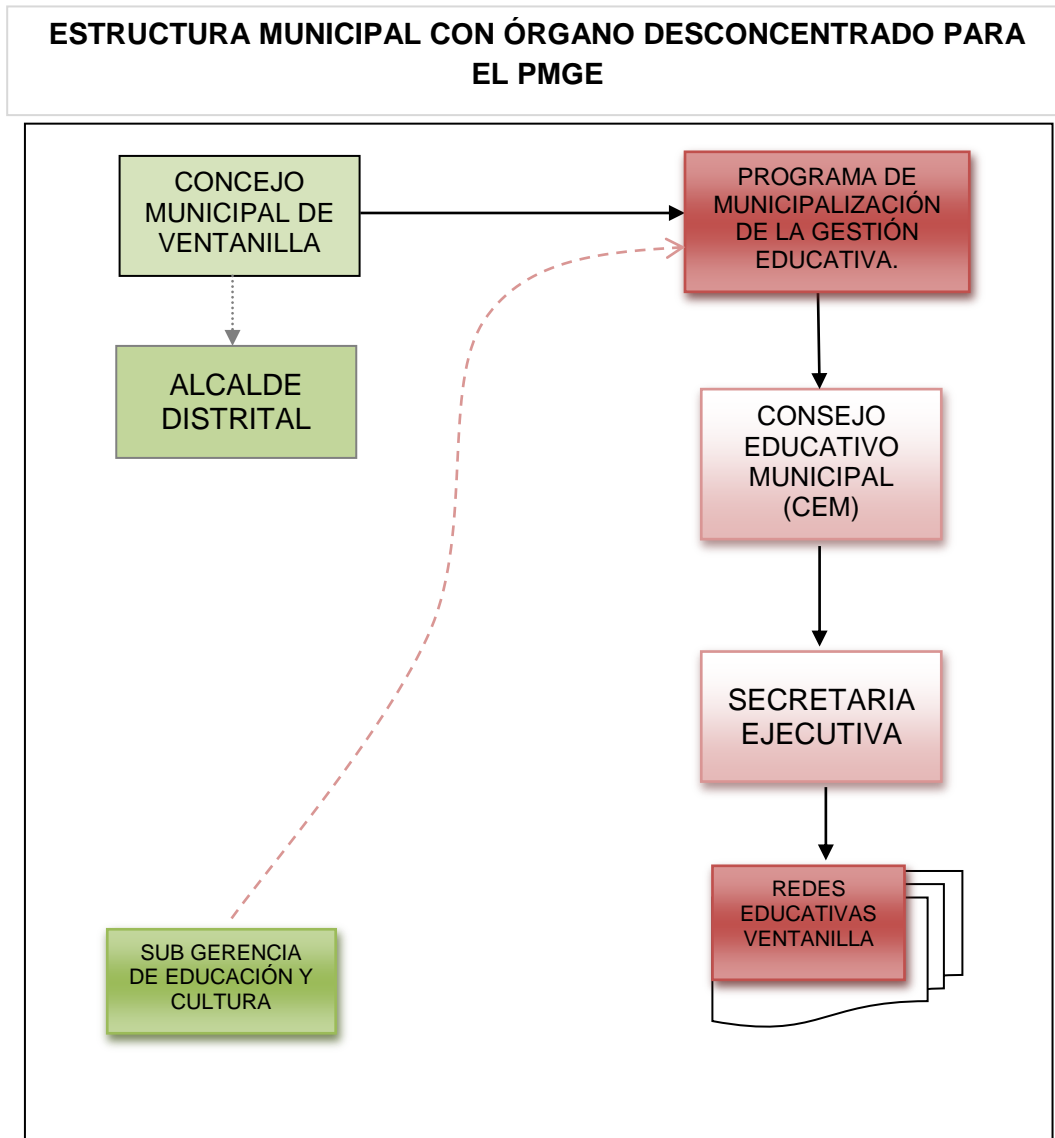 ESTRUCTURA MUNICIPAL CON ÓRGANO DESCONCENTRADO PARA
EL PMGE
CONCEJO
MUNICIPAL DE
VENTANILLA
PROGRAMA DE
MUNICIPALIZACIÓN
DE LA GESTIÓN
EDUCATIVA.
ALCALDE
DISTRITAL
CONSEJO
EDUCATIVO
MUNICIPAL
(CEM)
SECRETARIA
EJECUTIVA
REDES
EDUCATIVAS
VENTANILLA
SUB GERENCIA
DE EDUCACIÓN Y
CULTURA